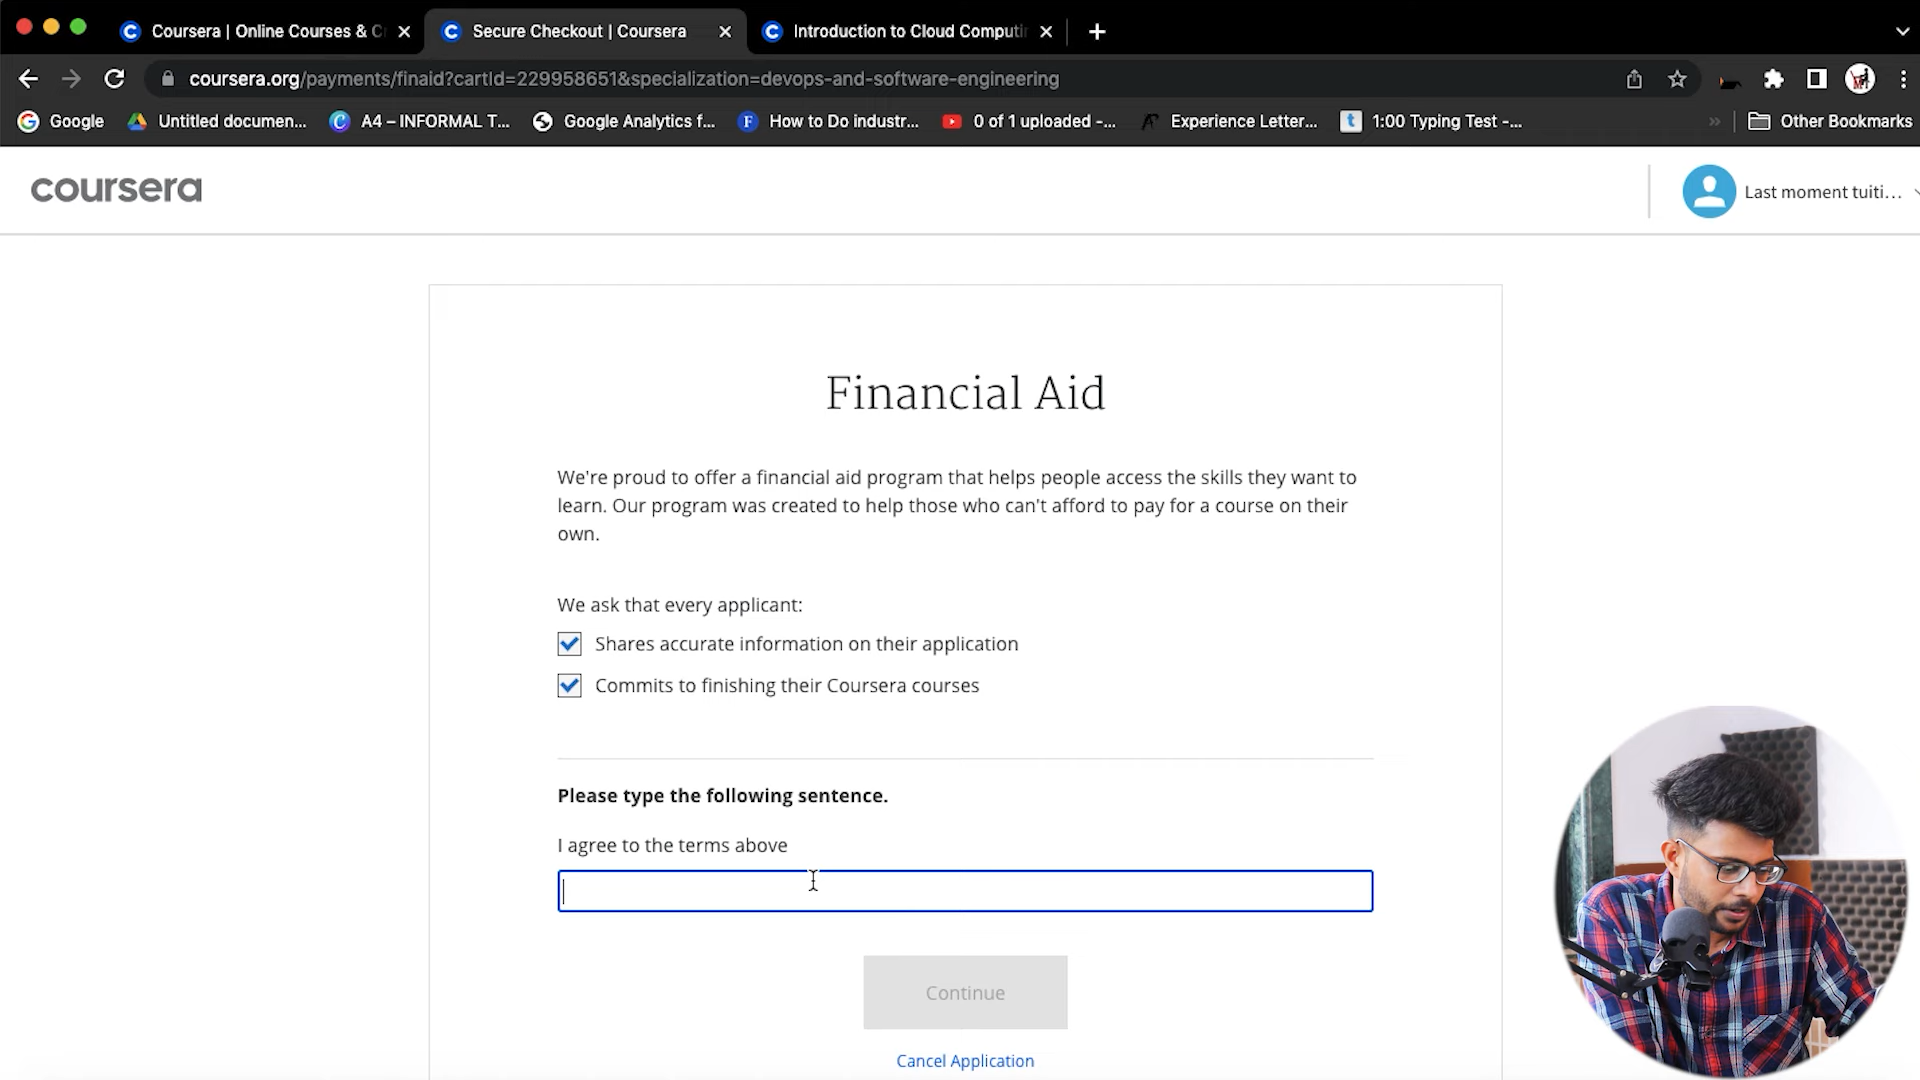 Coursera | Online Courses & C
Secure Checkout | Coursera
Introduction to Cloud Computi
coursera.org/payments/finaid?cartId=229958651&specialization=devops-and-software-engineering
Google
Untitled documen...
A4 – INFORMAL T...
Google Analytics f...
How to Do industr...
0 of 1 uploaded -...
Experience Letter...
1:00 Typing Test -...
Other Bookmarks
coursera
Last moment tuiti...
Financial Aid
We're proud to offer a financial aid program that helps people access the skills they want to
learn. Our program was created to help those who can't afford to pay for a course on their
own.
We ask that every applicant:
Shares accurate information on their application
Commits to finishing their Coursera courses
Please type the following sentence.
I agree to the terms above
Continue
Cancel Application